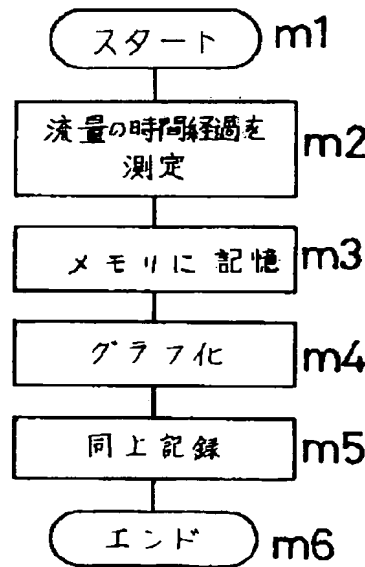 スタート m1
流量の時間経過を
測定 m2
メモリに記憶 m3
グラフ化 m4
同上記録 m5
エンド m6